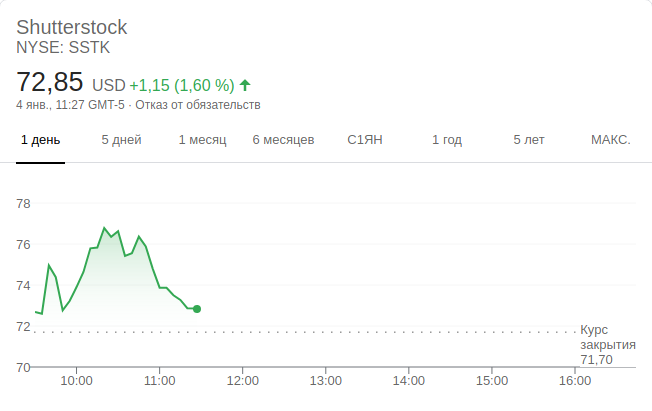 Shutterstock
NYSE: SSTK
72,85 USD +1,15 (1,60 %)
4 янв., 11:27 GMT-5 · Отказ от обязательств
1 день 5 дней 1 месяц 6 месяцев С1ЯН 1 год 5 лет МАКС.
78
76
74
72
Курс
закрытия
71,70
70
10:00 11:00 12:00 13:00 14:00 15:00 16:00